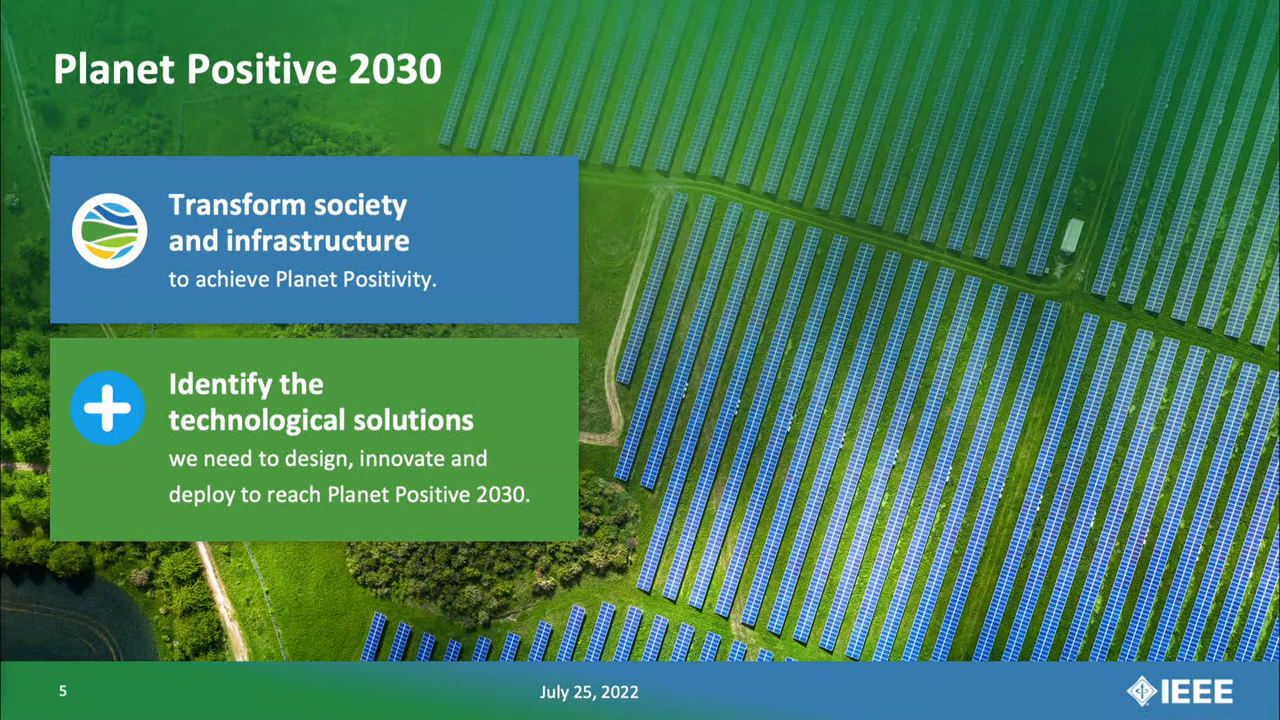 Planet Positive 2030
Transform society
and infrastructure
to achieve Planet Positivity.
Identify the
technological solutions
we need to design, innovate and
deploy to reach Planet Positive 2030.
5
July 25, 2022
IEEE